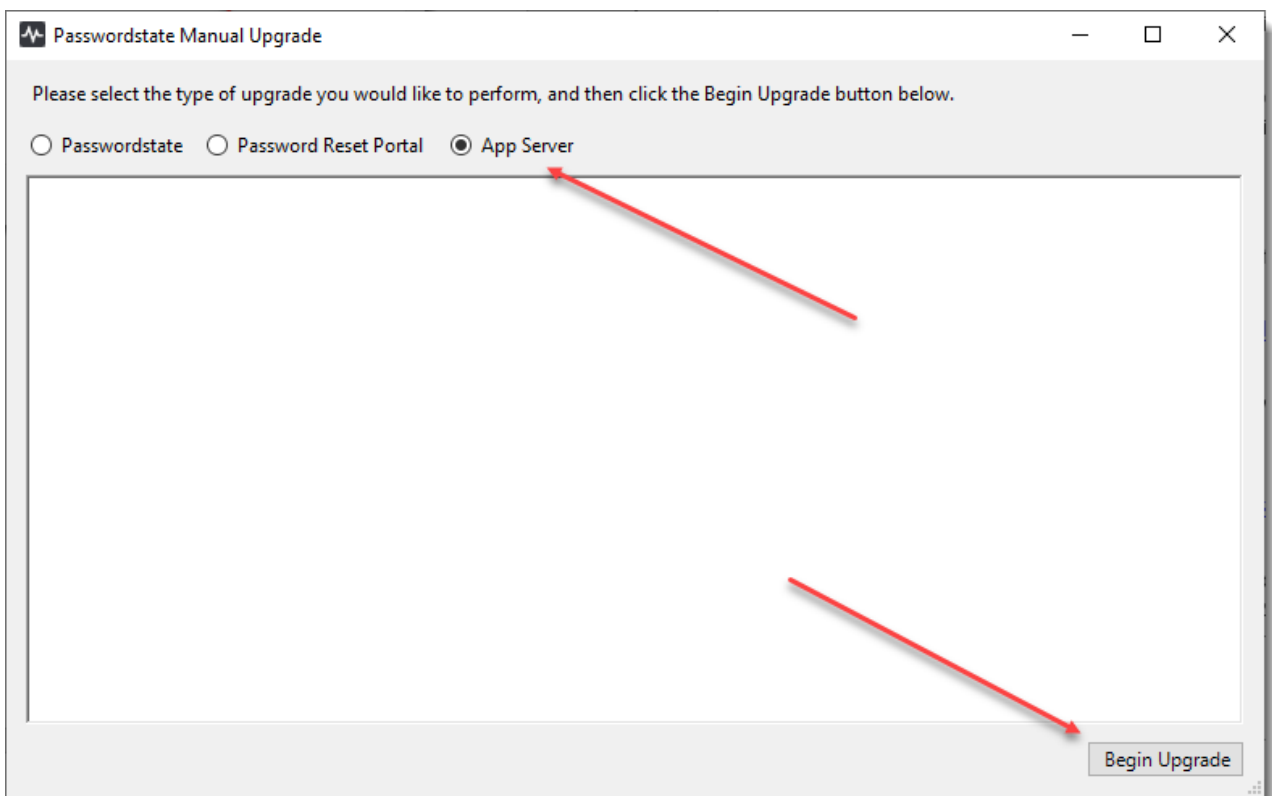 Passwordstate Manual Upgrade
Please select the type of upgrade you would like to perform, and then click the Begin Upgrade button below.
Passwordstate Password Reset Portal App Server
Begin Upgrade